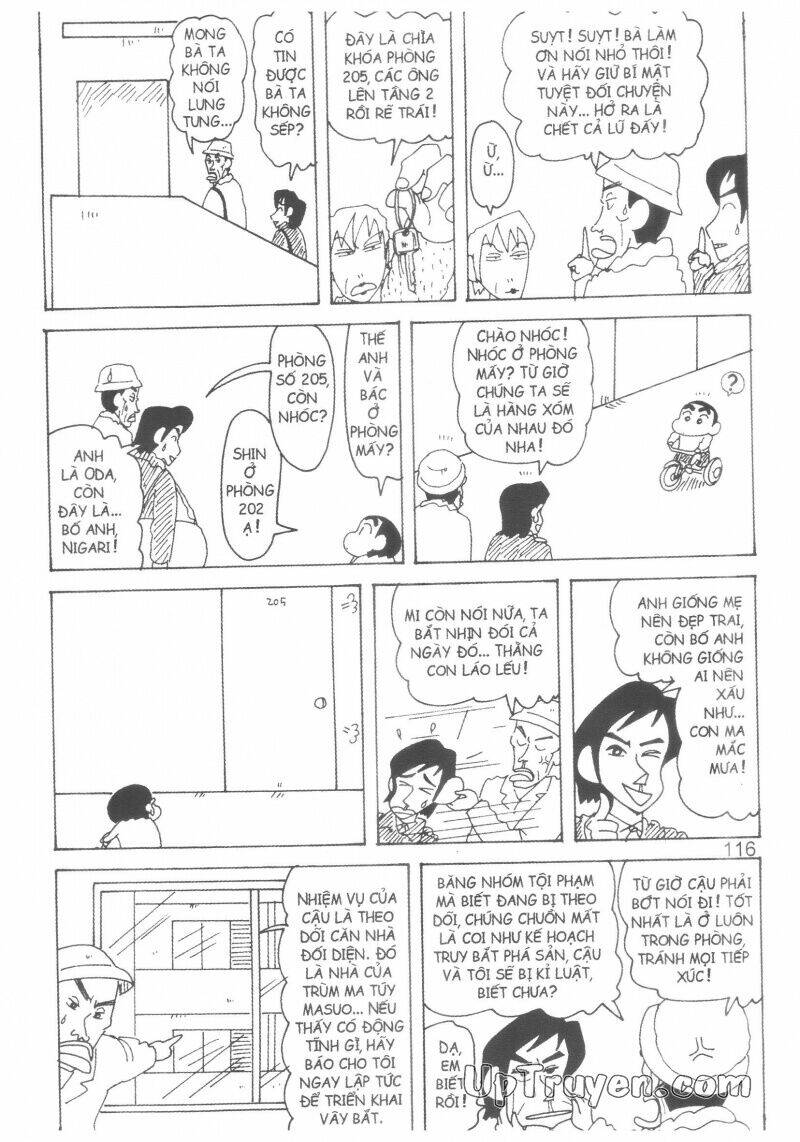 SUỴT! SUỴT! BÀ LÀM
ƠN NÓI NHỎ THÔI!
VÀ HÃY GIỮ BÍ MẬT
TUYỆT ĐỐI CHUYỆN
NÀY... HỞ RA LÀ
CHẾT CẢ LŨ ĐẤY!
Ừ,
Ừ...
ĐÂY LÀ CHÌA
KHÓA PHÒNG
205, CÁC ÔNG
LÊN TẦNG 2
RỒI RẼ TRÁI!
CÓ
TIN
ĐƯỢC
BÀ TA
KHÔNG
SẾP?
MONG
BÀ TA
KHÔNG
NÓI
LUNG
TUNG...
CHÀO NHÓC!
NHÓC Ở PHÒNG
MẤY? TỪ GIỜ
CHÚNG TA SẼ
LÀ HÀNG XÓM
CỦA NHAU ĐÓ
NHA!
?
THẾ
ANH
VÀ
BÁC
Ở
PHÒNG
MẤY?
PHÒNG
SỐ 205,
CÒN
NHÓC?
SHIN
Ở
PHÒNG
202
Ạ!
ANH
LÀ ODA,
CÒN
ĐÂY LÀ...
BỐ ANH,
NIGARI!
ANH GIỐNG MẸ
NÊN ĐẸP TRAI,
CÒN BỐ ANH
KHÔNG GIỐNG
AI NÊN
XẤU
NHƯ...
CON MA
MẮC
MƯA!
MI CÒN NÓI NỮA, TA
BẮT NHỊN ĐÓI CẢ
NGÀY ĐÓ... THẰNG
CON LÁO LẾU!
205
116
TỪ GIỜ CẬU PHẢI
BỚT NÓI ĐI! TỐT
NHẤT LÀ Ở LUÔN
TRONG PHÒNG,
TRÁNH MỌI TIẾP
XÚC!
BĂNG NHÓM TỘI PHẠM
MÀ BIẾT ĐANG BỊ THEO
DÕI, CHÚNG CHUỒN MẤT
LÀ COI NHƯ KẾ HOẠCH
TRUY BẮT PHÁ SẢN, CẬU
VÀ TÔI SẼ BỊ KỈ LUẬT,
BIẾT CHƯA?
DẠ,
EM
BIẾT
RỒI!
NHIỆM VỤ CỦA
CẬU LÀ THEO
DÕI CĂN NHÀ
ĐỐI DIỆN. ĐÓ
LÀ NHÀ CỦA
TRÙM MA TÚY
MASUO... NẾU
THẤY CÓ ĐỘNG
TĨNH GÌ, HÃY
BÁO CHO TÔI
NGAY LẬP TỨC
ĐỂ TRIỂN KHAI
VÂY BẮT.
UpTruyen.com